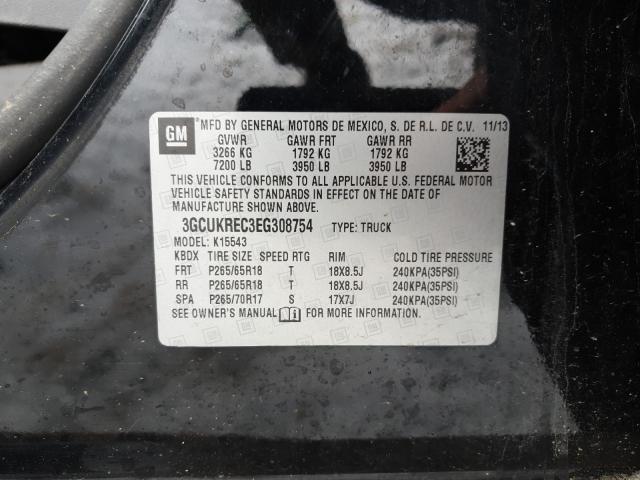 GM
MFD BY GENERAL MOTORS DE MEXICO, S. DE R.L. DE C.V. 11/13
GVWR GAWR FRT GAWR RR
3266 KG 1792 KG 1792 KG
7200 LB 3950 LB 3950 LB
THIS VEHICLE CONFORMS TO ALL APPLICABLE U.S. FEDERAL MOTOR
VEHICLE SAFETY STANDARDS IN EFFECT ON THE DATE OF
MANUFACTURE SHOWN ABOVE.
3GCUKREC3EG308754 TYPE: TRUCK
MODEL: K15543
KBDX TIRE SIZE SPEED RTG RIM COLD TIRE PRESSURE
FRT P265/65R18 T 18X8.5J 240KPA(35PSI)
RR P265/65R18 T 18X8.5J 240KPA(35PSI)
SPA P265/70R17 S 17X7J 240KPA(35PSI)
SEE OWNER'S MANUAL FOR MORE INFORMATION.